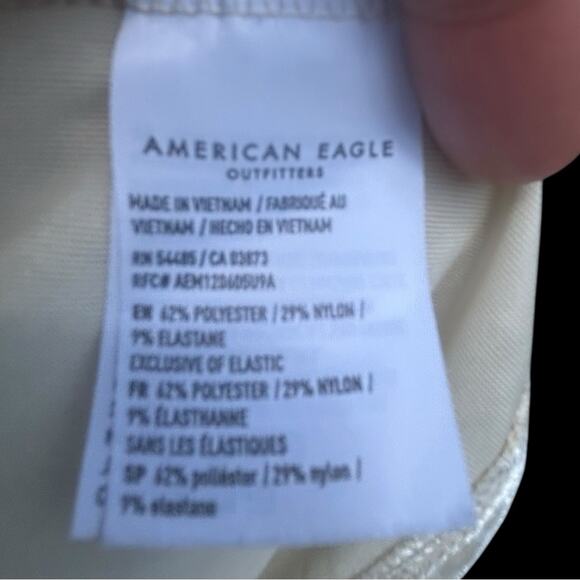 AMERICAN EAGLE
OUTFITTERS
MADE IN VIETNAM / FABRIQUÉ AU
VIETNAM / HECHO EN VIETNAM
RN 54485 / CA 03873
RFC# AEM120605U9A
EN 62% POLYESTER / 29% NYLON /
9% ELASTANE
EXCLUSIVE OF ELASTIC
FR 62% POLYESTER / 29% NYLON /
9% ÉLASTHANNE
SANS LES ÉLASTIQUES
SP 62% poliéster / 29% nylon /
9% elastano